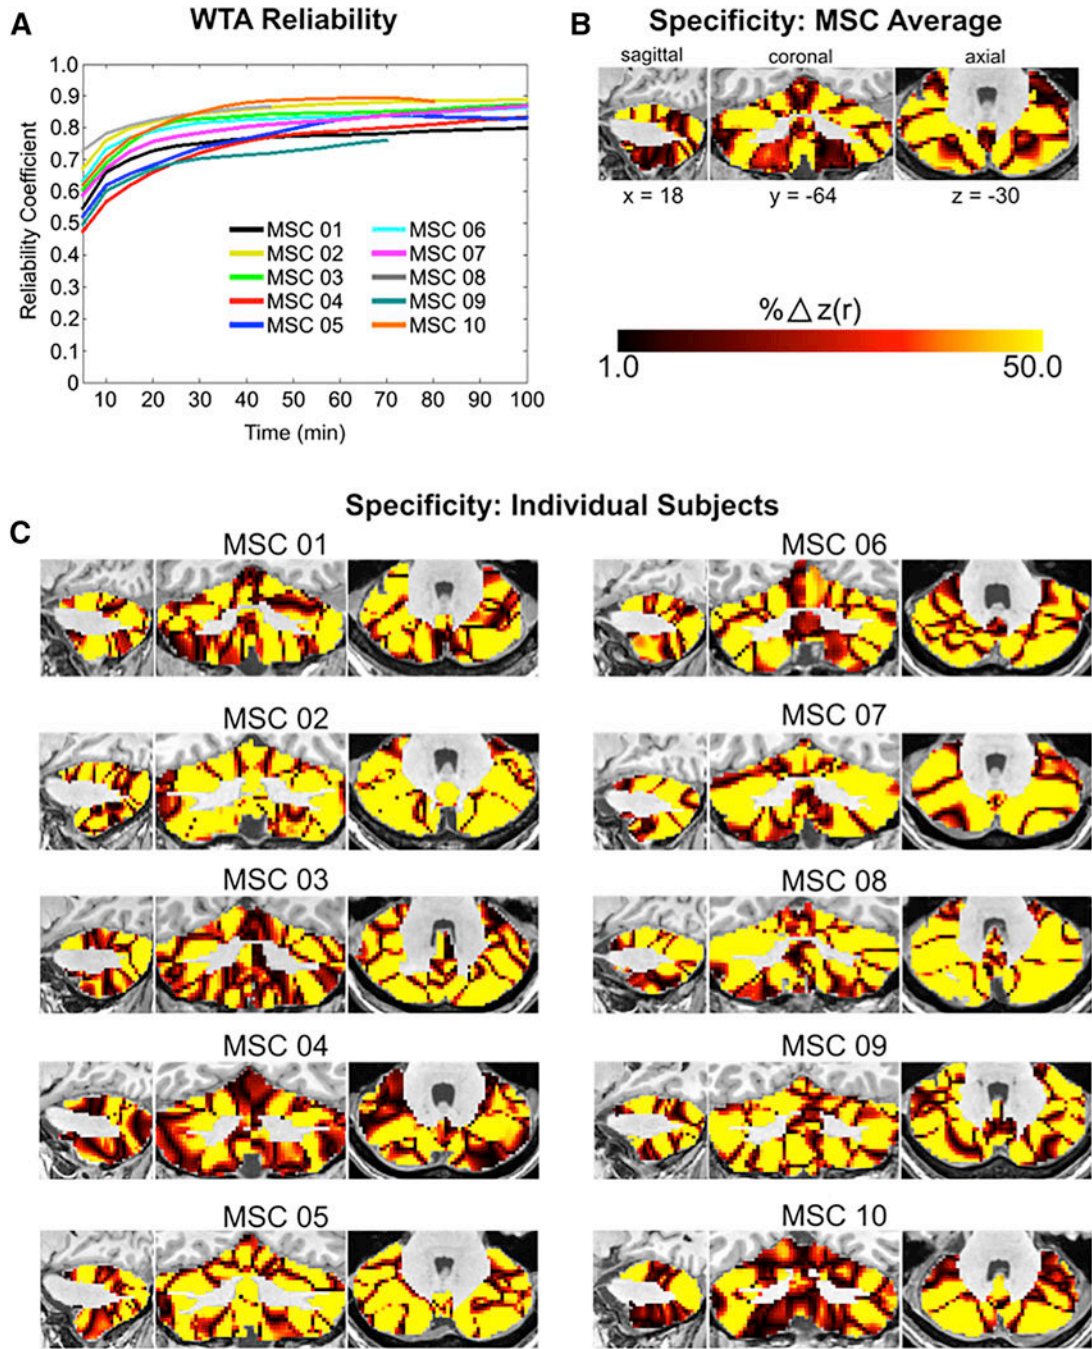 A
WTA Reliability
1.0
0.9
0.8
0.7
0.6
0.5
0.4
0.3
0.2
0.1
0
Reliability Coefficient
MSC 01
MSC 02
MSC 03
MSC 04
MSC 05
MSC 06
MSC 07
MSC 08
MSC 09
MSC 10
10 20 30 40 50 60 70 80 90 100
Time (min)
B
Specificity: MSC Average
sagittal coronal axial
x = 18 y = -64 z = -30
% △ z(r)
1.0 50.0
Specificity: Individual Subjects
C
MSC 01
MSC 02
MSC 03
MSC 04
MSC 05
MSC 06
MSC 07
MSC 08
MSC 09
MSC 10